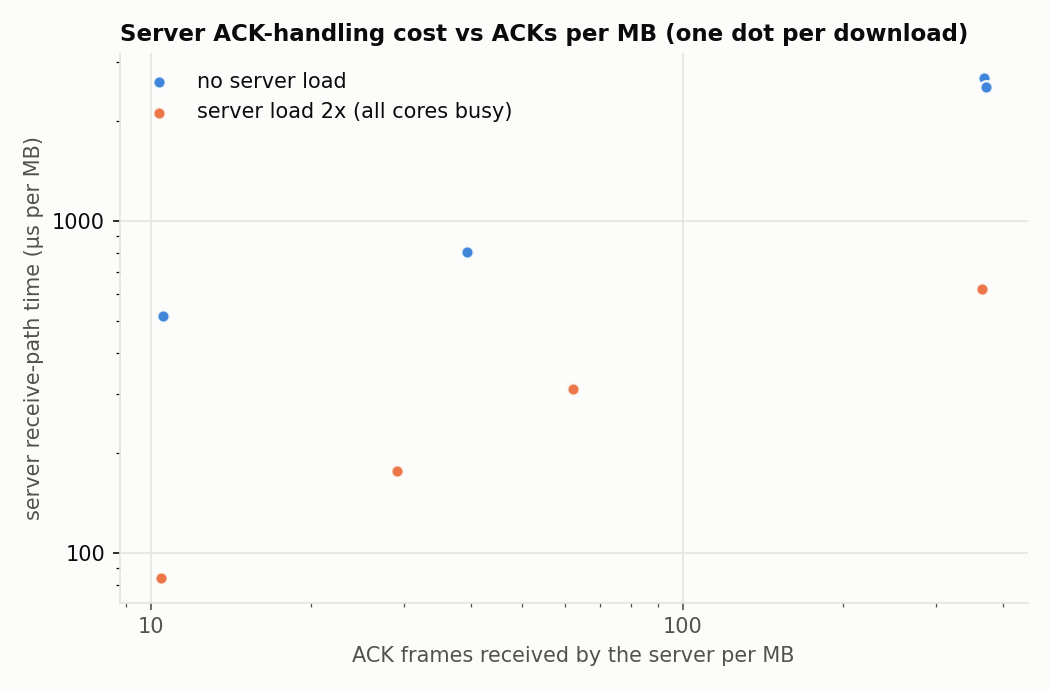 Server ACK-handling cost vs ACKs per MB (one dot per download)
no server load
server load 2x (all cores busy)
server receive-path time (µs per MB)
1000
100
10
100
ACK frames received by the server per MB